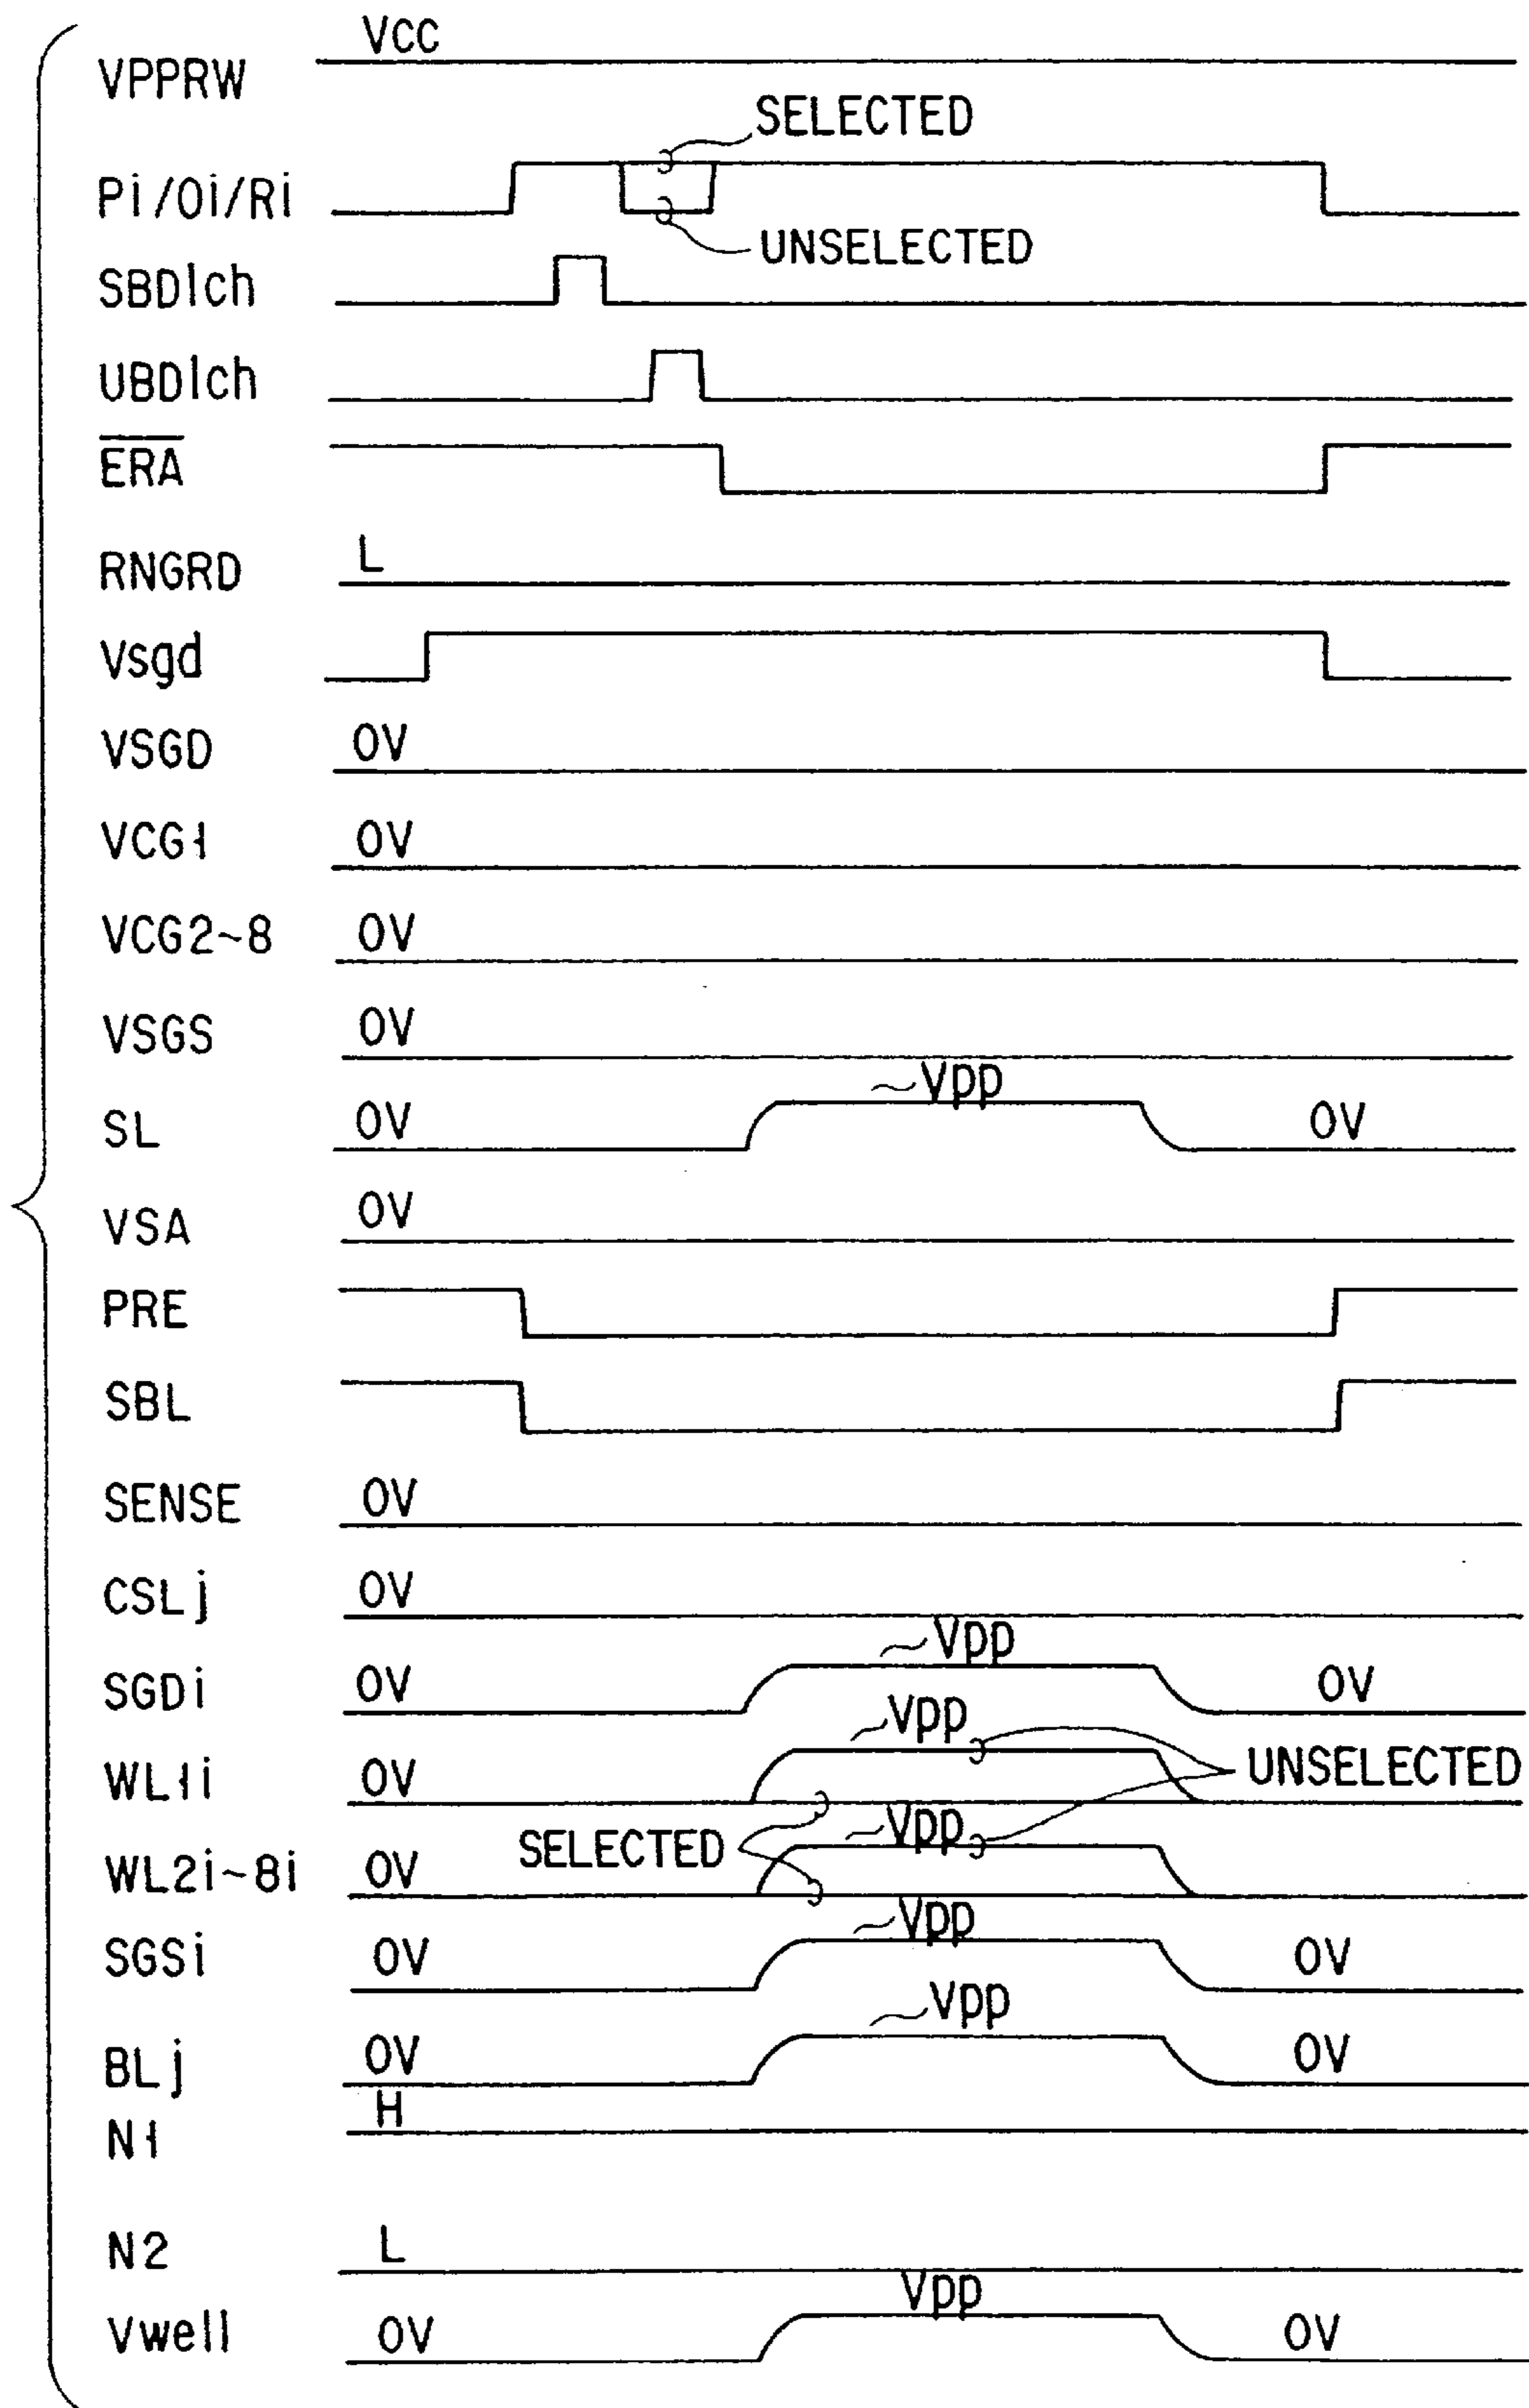 VCC
VPPRW
SELECTED
Pi/Oi/Ri
UNSELECTED
SBDlch
UBDlch
ERA
RNGRD L
Vsgd
VSGD 0V
VCG1 0V
VCG2~8 0V
VSGS 0V
~Vpp
SL 0V 0V
VSA 0V
PRE
SBL
SENSE 0V
CSLj 0V
~Vpp
SGDi 0V 0V
~Vpp
WL1i 0V UNSELECTED
SELECTED ~Vpp
WL2i~8i 0V
~Vpp
SGSi 0V 0V
~Vpp
BLj 0V 0V
N1 H
N2 L
Vpp
Vwell 0V 0V